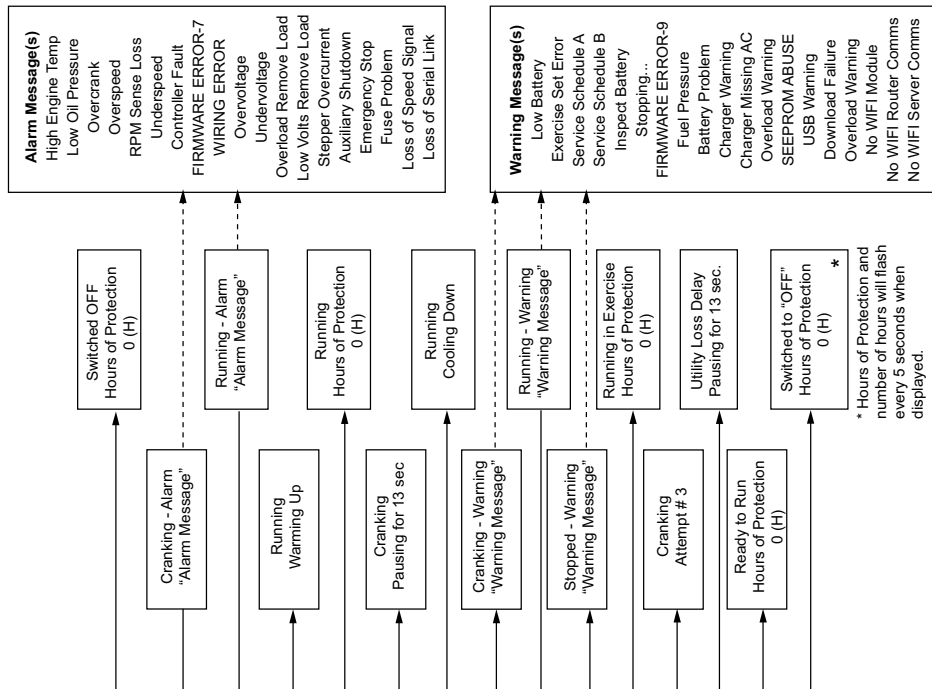 Alarm Message(s)
High Engine Temp
Low Oil Pressure
Overcrank
Overspeed
RPM Sense Loss
Underspeed
Controller Fault
FIRMWARE ERROR-7
WIRING ERROR
Overvoltage
Undervoltage
Overload Remove Load
Low Volts Remove Load
Stepper Overcurrent
Auxiliary Shutdown
Emergency Stop
Fuse Problem
Loss of Speed Signal
Loss of Serial Link
Warning Message(s)
Low Battery
Exercise Set Error
Service Schedule A
Service Schedule B
Inspect Battery
Stopping...
FIRMWARE ERROR-9
Fuel Pressure
Battery Problem
Charger Warning
Charger Missing AC
Overload Warning
SEEPROM ABUSE
USB Warning
Download Failure
Overload Warning
No WIFI Module
No WIFI Router Comms
No WIFI Server Comms
Switched OFF
Hours of Protection
0 (H)
Running - Alarm
“Alarm Message”
Running
Hours of Protection
0 (H)
Running
Cooling Down
Running - Warning
“Warning Message”
Running in Exercise
Hours of Protection
0 (H)
Utility Loss Delay
Pausing for 13 sec.
Switched to “OFF”
Hours of Protection
0 (H)
*
* Hours of Protection and
number of hours will flash
every 5 seconds when
displayed.
Cranking - Alarm
“Alarm Message”
Running
Warming Up
Cranking
Pausing for 13 sec
Cranking - Warning
“Warning Message”
Stopped - Warning
“Warning Message”
Cranking
Attempt # 3
Ready to Run
Hours of Protection
0 (H)